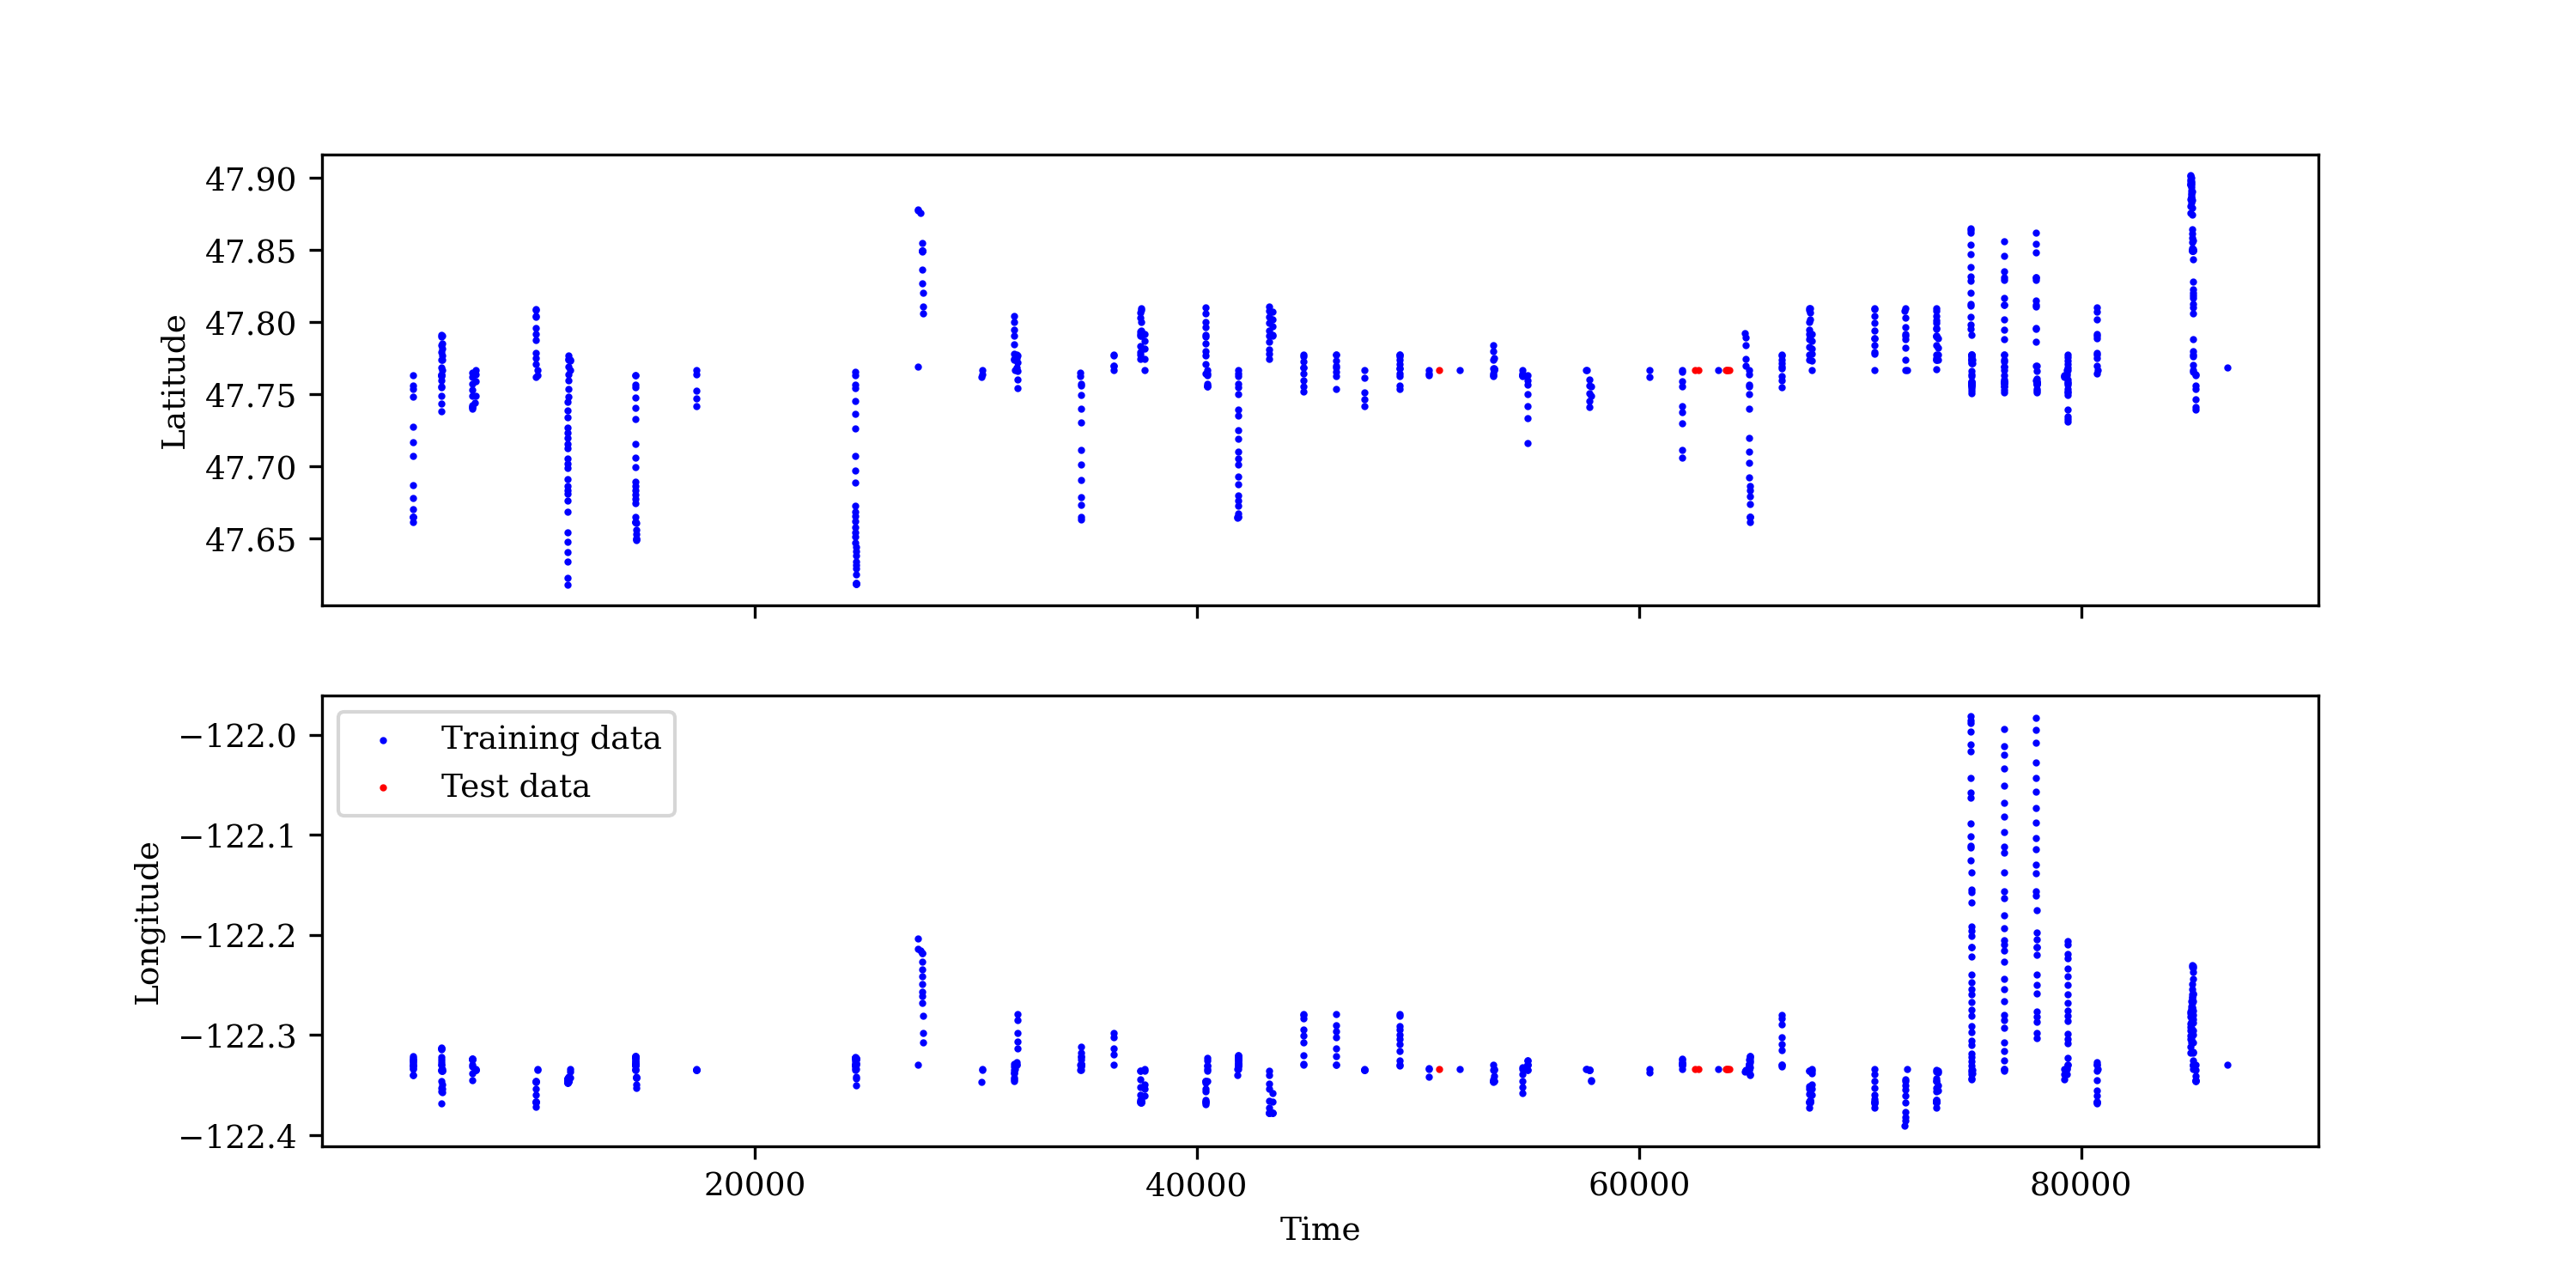 47.90
47.85
47.80
47.75
47.70
47.65
Latitude
−122.0
−122.1
−122.2
−122.3
−122.4
Longitude
Training data
Test data
20000 40000 60000 80000
Time